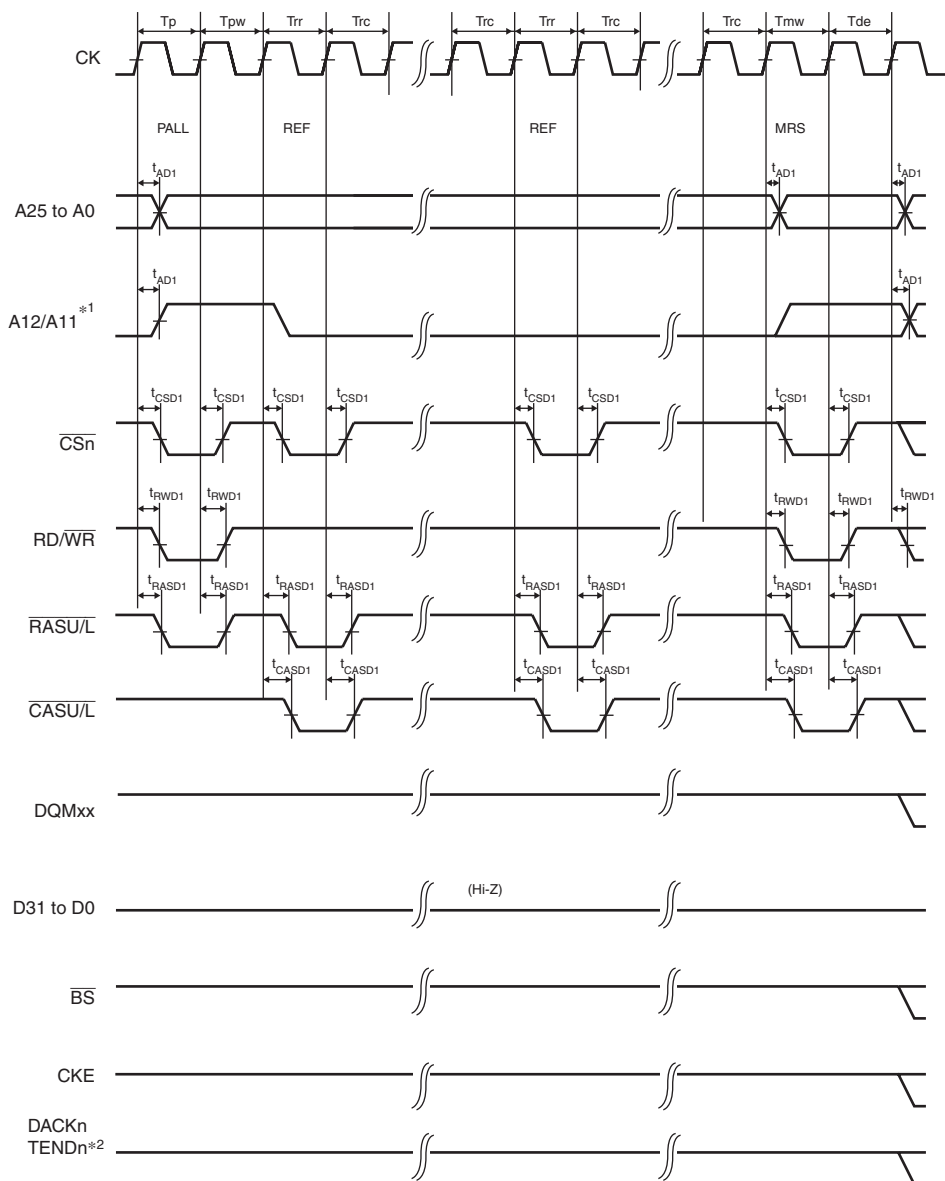 Tp Tpw Trr Trc Trc Trr Trc Trc Tmw Tde
CK
PALL REF REF MRS
tAD1 tAD1 tAD1
A25 to A0
tAD1 tAD1
A12/A11*1
tCSD1 tCSD1 tCSD1 tCSD1 tCSD1 tCSD1 tCSD1 tCSD1
CSn
tRWD1 tRWD1 tRWD1 tRWD1 tRWD1
RD/WR
tRASD1 tRASD1 tRASD1 tRASD1 tRASD1 tRASD1 tRASD1 tRASD1
RASU/L
tCASD1 tCASD1 tCASD1 tCASD1 tCASD1 tCASD1
CASU/L
DQMxx
(Hi-Z)
D31 to D0
BS
CKE
DACKn
TENDn*2